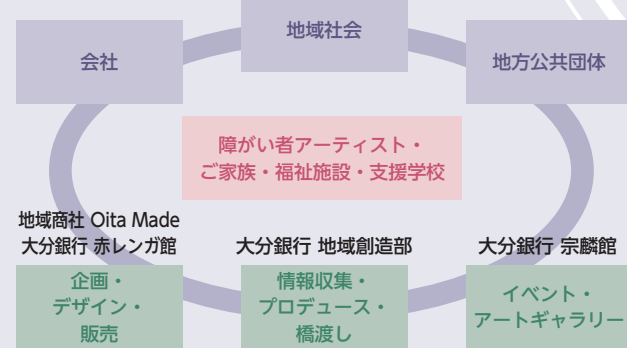 地域社会
会社
地方公共団体
障がい者アーティスト・
ご家族・福祉施設・支援学校
地域商社 Oita Made
大分銀行 赤レンガ館
企画・
デザイン・
販売
大分銀行 地域創造部
情報収集・
プロデュース・
橋渡し
大分銀行 宗麟館
イベント・
アートギャラリー